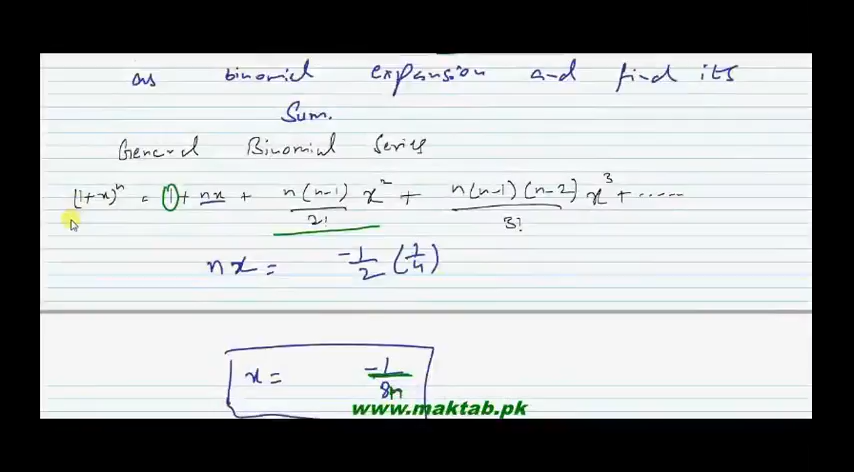 as binomial expansion and find its
Sum.
General Binomial Series
(1+x)^n = 1 + nx + n(n-1)/2! x^2 + n(n-1)(n-2)/3! x^3 + ......
nx = -1/2 (1/4)
x = -1/8n
www.maktab.pk